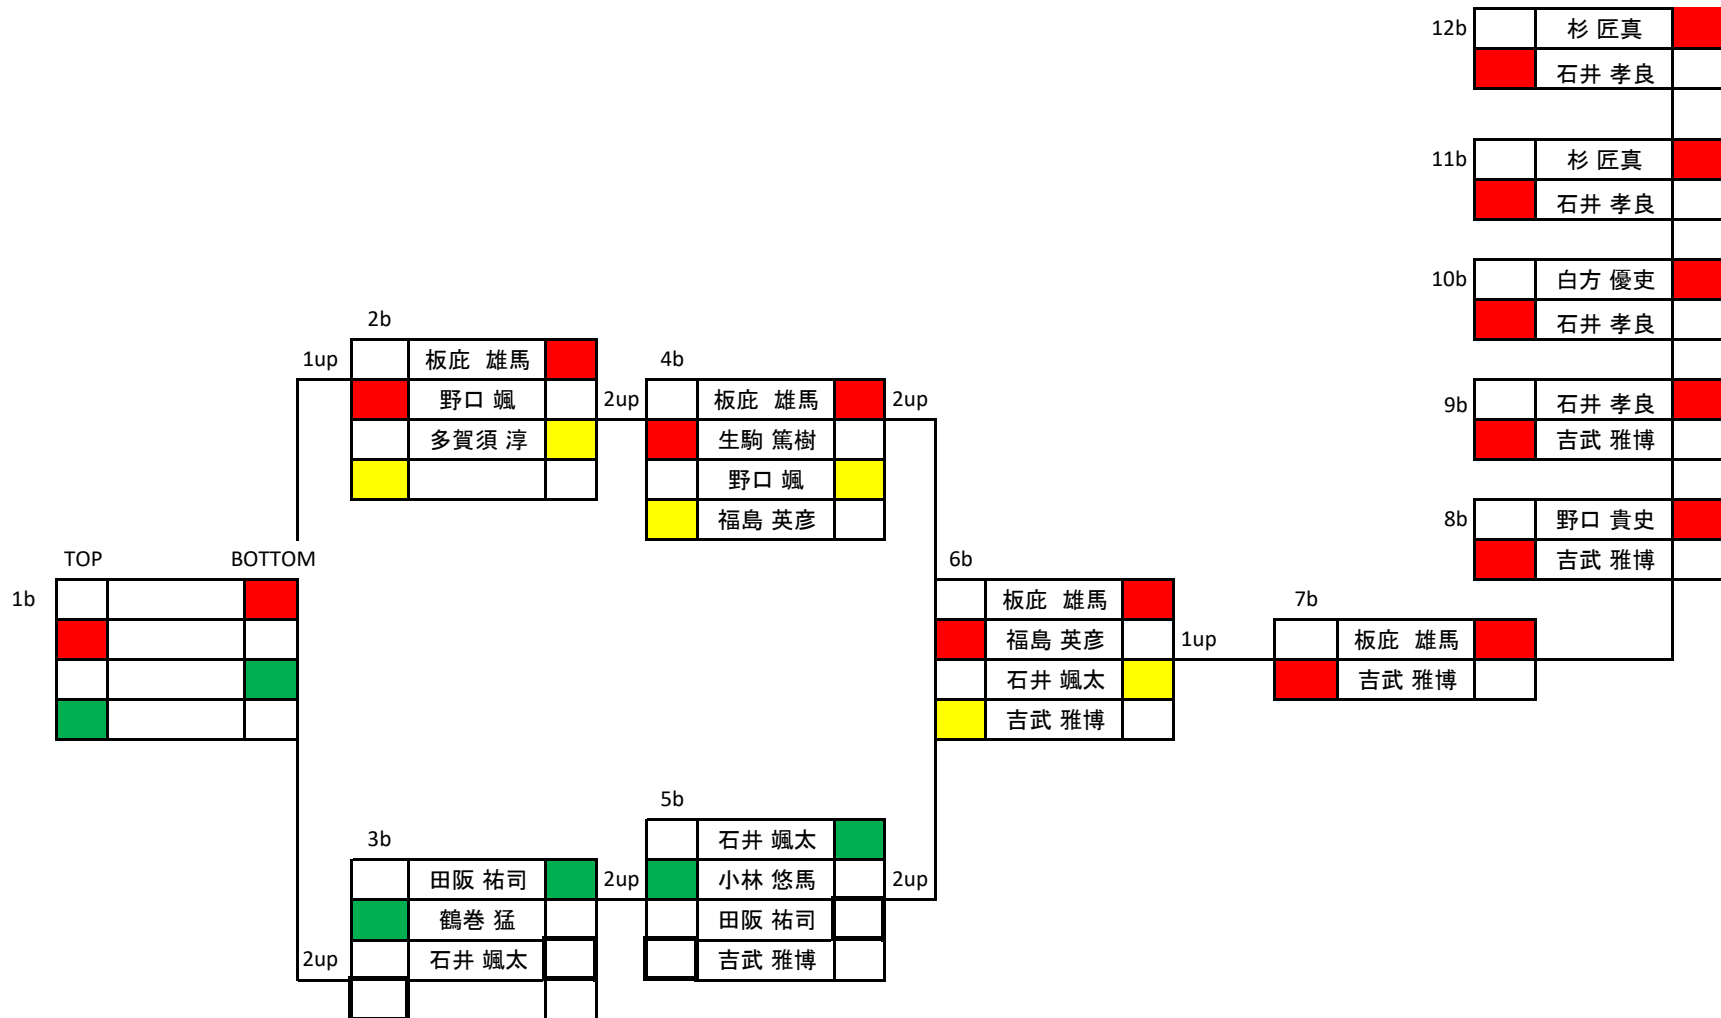 12b 杉 匠真
石井 孝良
11b 杉 匠真
石井 孝良
10b 白方 優吏
石井 孝良
9b 石井 孝良
吉武 雅博
8b 野口 貴史
吉武 雅博
2b
1up 板庇 雄馬
野口 颯
多賀須 淳
4b
2up 板庇 雄馬 2up
生駒 篤樹
野口 颯
福島 英彦
TOP BOTTOM
1b
6b
板庇 雄馬
福島 英彦 1up
石井 颯太
吉武 雅博
7b
板庇 雄馬
吉武 雅博
3b
田阪 祐司
鶴巻 猛
2up 石井 颯太
5b
石井 颯太
2up 小林 悠馬 2up
田阪 祐司
吉武 雅博